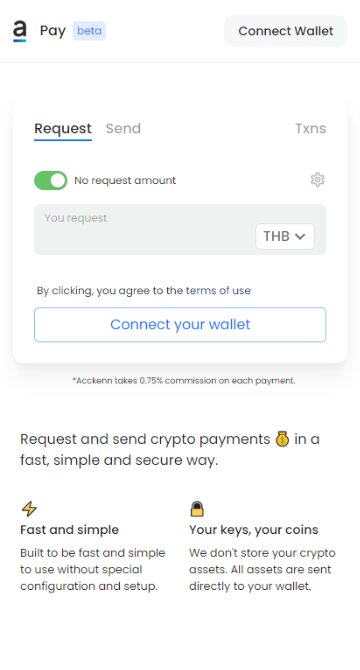 a Pay beta Connect Wallet
Request Send Txns
No request amount
You request
THB
By clicking, you agree to the terms of use
Connect your wallet
*Acckenn takes 0.75% commission on each payment.
Request and send crypto payments 💰 in a
fast, simple and secure way.
Fast and simple
Built to be fast and simple
to use without special
configuration and setup.
Your keys, your coins
We don't store your crypto
assets. All assets are sent
directly to your wallet.